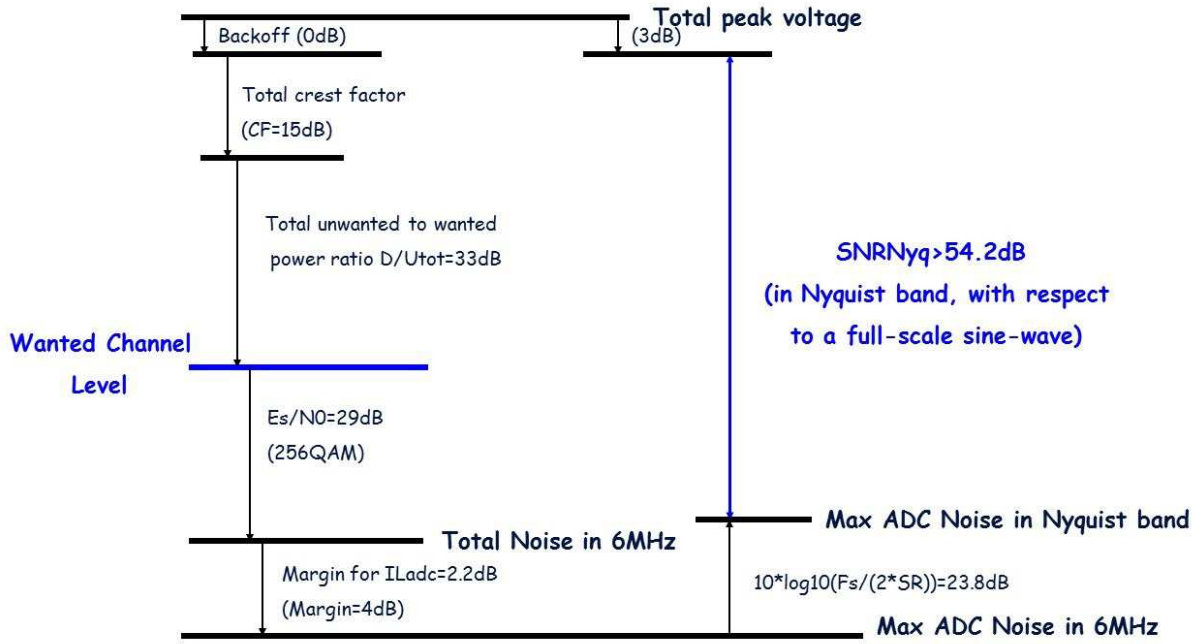 Total peak voltage
Backoff (0dB)
(3dB)
Total crest factor
(CF=15dB)
Total unwanted to wanted
power ratio D/Utot=33dB
SNRNyq>54.2dB
(in Nyquist band, with respect
to a full-scale sine-wave)
Wanted Channel
Level
Es/N0=29dB
(256QAM)
Max ADC Noise in Nyquist band
Total Noise in 6MHz
Margin for ILadc=2.2dB
(Margin=4dB)
10*log10(Fs/(2*SR))=23.8dB
Max ADC Noise in 6MHz